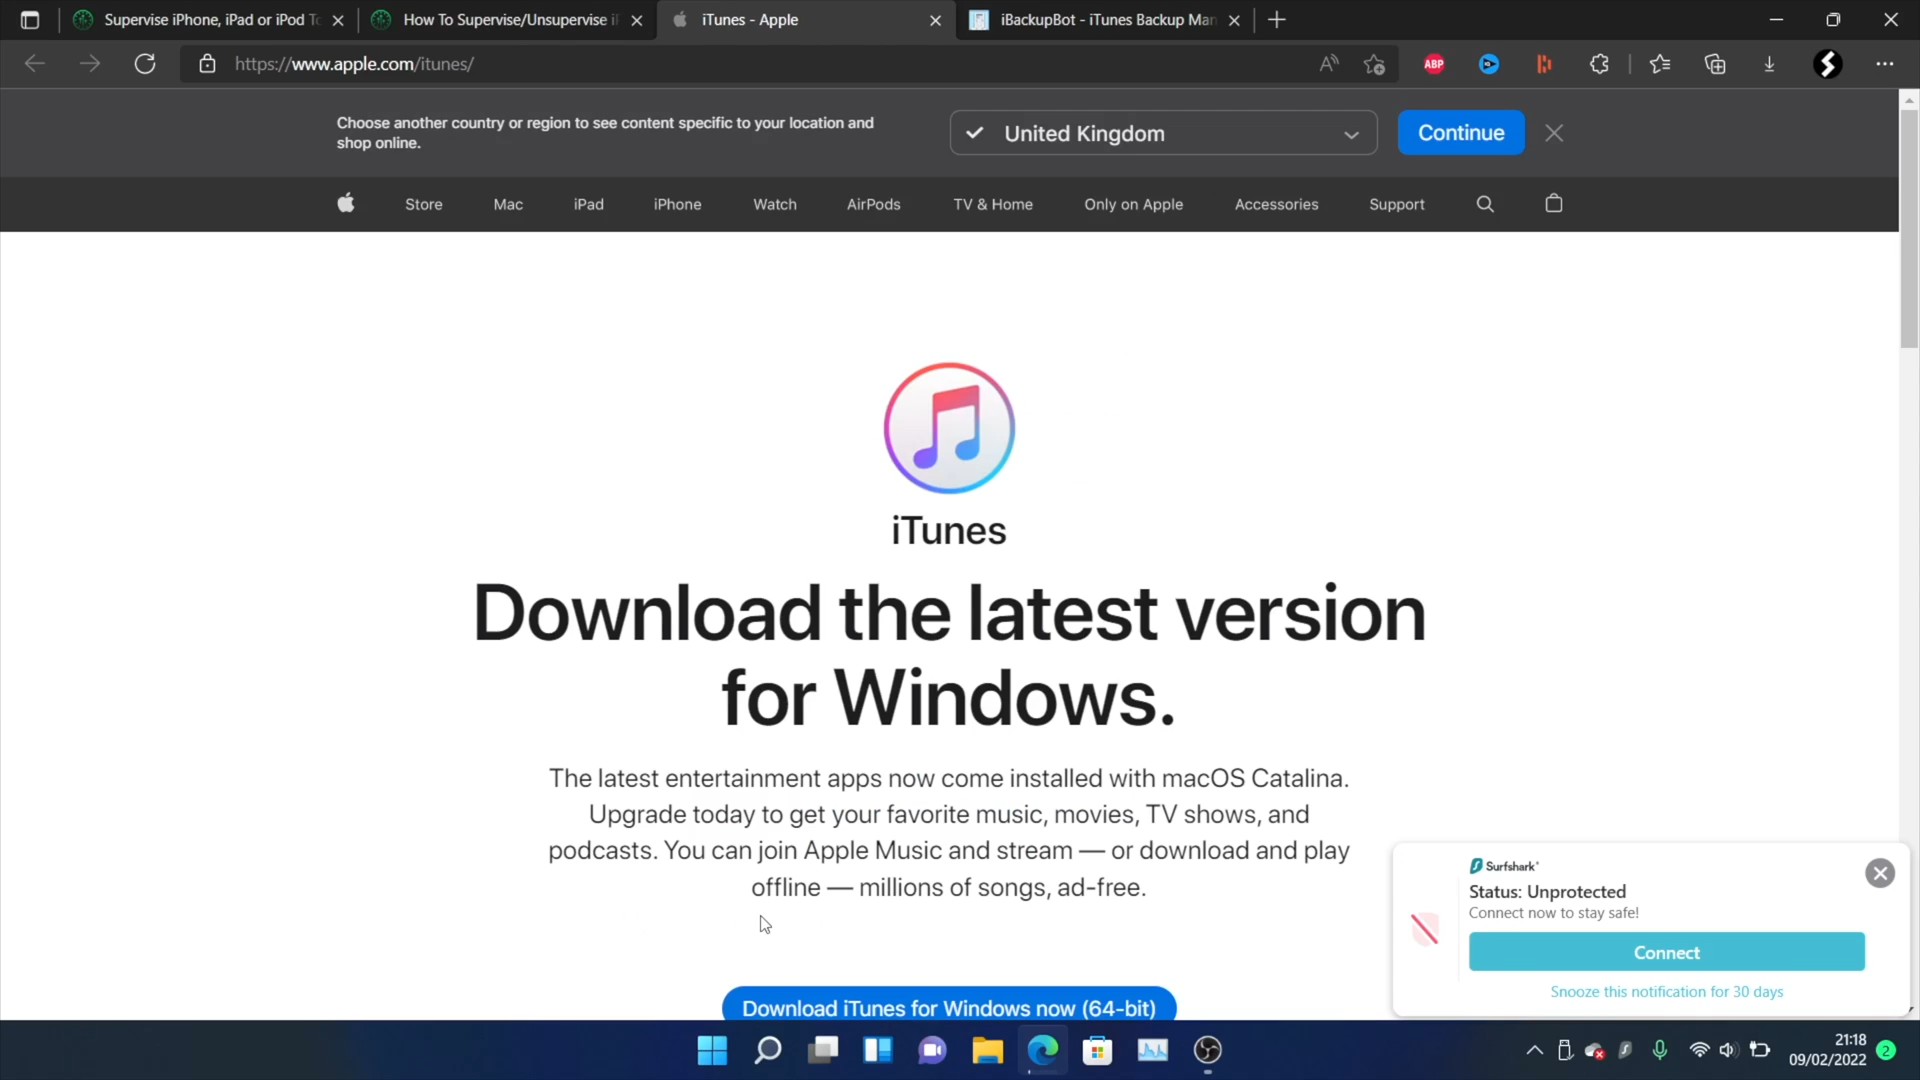 Supervise iPhone, iPad or iPod To
How To Supervise/Unsupervise iP
iTunes - Apple
iBackupBot - iTunes Backup Man
https://www.apple.com/itunes/
ABP
Choose another country or region to see content specific to your location and
shop online.
United Kingdom
Continue
Store
Mac
iPad
iPhone
Watch
AirPods
TV & Home
Only on Apple
Accessories
Support
iTunes
Download the latest version
for Windows.
The latest entertainment apps now come installed with macOS Catalina.
Upgrade today to get your favorite music, movies, TV shows, and
podcasts. You can join Apple Music and stream — or download and play
offline — millions of songs, ad-free.
Download iTunes for Windows now (64-bit)
Surfshark
Status: Unprotected
Connect now to stay safe!
Connect
Snooze this notification for 30 days
21:18
09/02/2022
2